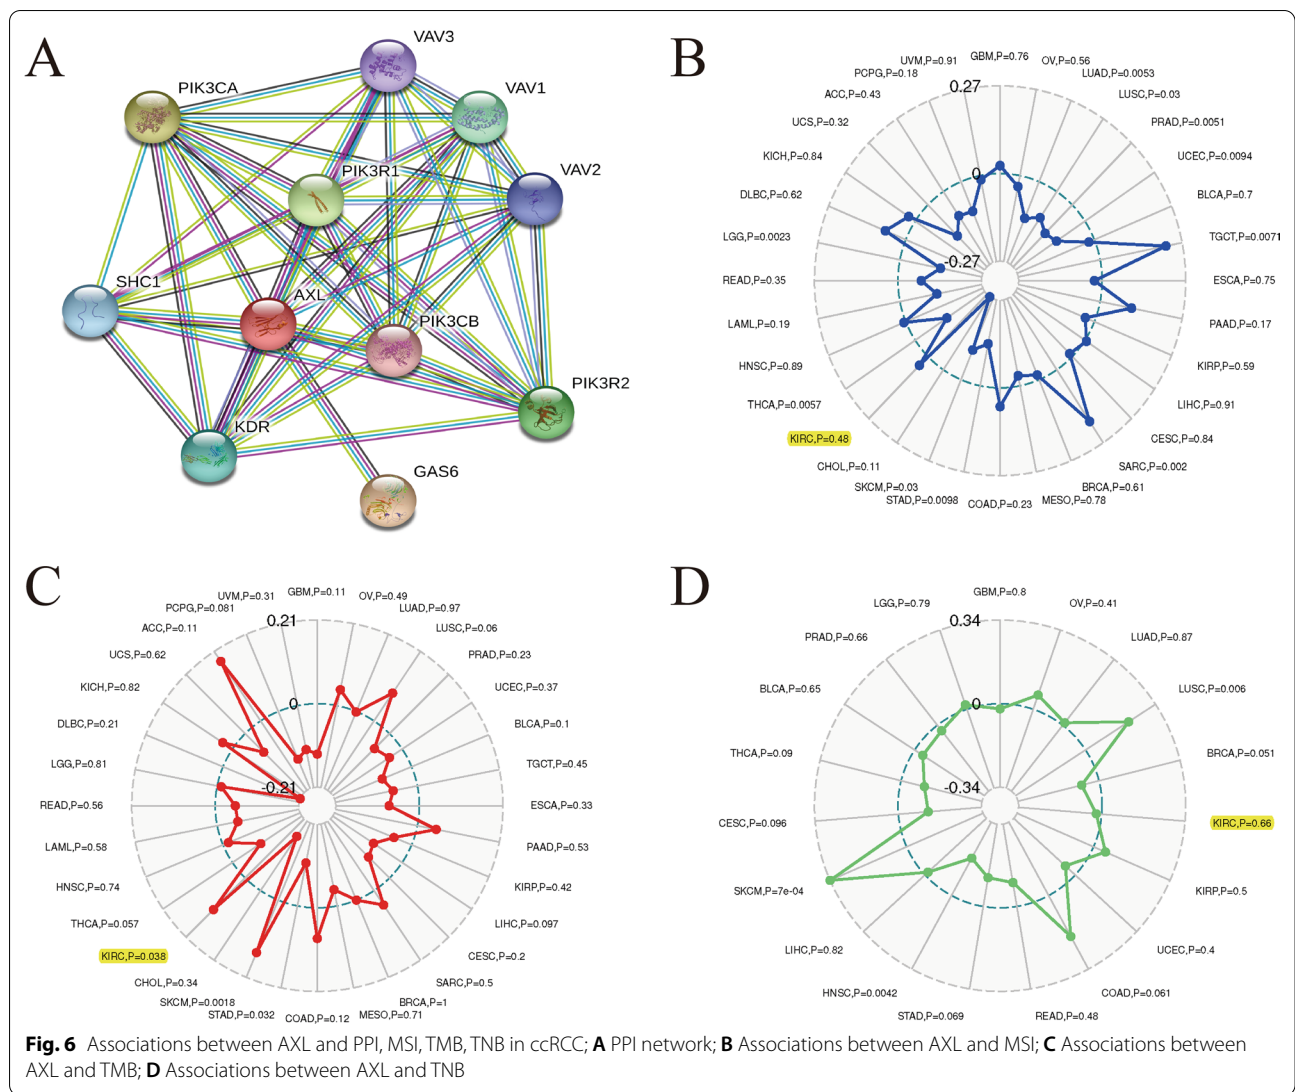 A
VAV3
PIK3CA
VAV1
PIK3R1
VAV2
SHC1
AXL
PIK3CB
PIK3R2
KDR
GAS6
B
GBM,P=0.76
OV,P=0.56
LUAD,P=0.0053
LUSC,P=0.03
PRAD,P=0.0051
UCEC,P=0.0094
BLCA,P=0.7
TGCT,P=0.0071
ESCA,P=0.75
PAAD,P=0.17
KIRP,P=0.59
LIHC,P=0.91
CESC,P=0.84
SARC,P=0.002
BRCA,P=0.61
MESO,P=0.78
COAD,P=0.23
STAD,P=0.0098
SKCM,P=0.03
CHOL,P=0.11
KIRC,P=0.48
THCA,P=0.0057
HNSC,P=0.89
LAML,P=0.19
READ,P=0.35
LGG,P=0.0023
DLBC,P=0.62
KICH,P=0.84
UCS,P=0.32
ACC,P=0.43
PCPG,P=0.18
UVM,P=0.91
0.27
0
-0.27
C
GBM,P=0.11
OV,P=0.49
LUAD,P=0.97
LUSC,P=0.06
PRAD,P=0.23
UCEC,P=0.37
BLCA,P=0.1
TGCT,P=0.45
ESCA,P=0.33
PAAD,P=0.53
KIRP,P=0.42
LIHC,P=0.097
CESC,P=0.2
SARC,P=0.5
BRCA,P=1
MESO,P=0.71
COAD,P=0.12
STAD,P=0.032
SKCM,P=0.0018
CHOL,P=0.34
KIRC,P=0.038
THCA,P=0.057
HNSC,P=0.74
LAML,P=0.58
READ,P=0.56
LGG,P=0.81
DLBC,P=0.21
KICH,P=0.82
UCS,P=0.62
ACC,P=0.11
PCPG,P=0.081
UVM,P=0.31
0.21
0
-0.21
D
GBM,P=0.8
OV,P=0.41
LUAD,P=0.87
LUSC,P=0.006
BRCA,P=0.051
KIRC,P=0.66
KIRP,P=0.5
UCEC,P=0.4
COAD,P=0.061
READ,P=0.48
STAD,P=0.069
HNSC,P=0.0042
LIHC,P=0.82
SKCM,P=7e-04
CESC,P=0.096
THCA,P=0.09
BLCA,P=0.65
PRAD,P=0.66
LGG,P=0.79
0.34
0
-0.34
Fig. 6 Associations between AXL and PPI, MSI, TMB, TNB in ccRCC; A PPI network; B Associations between AXL and MSI; C Associations between
AXL and TMB; D Associations between AXL and TNB